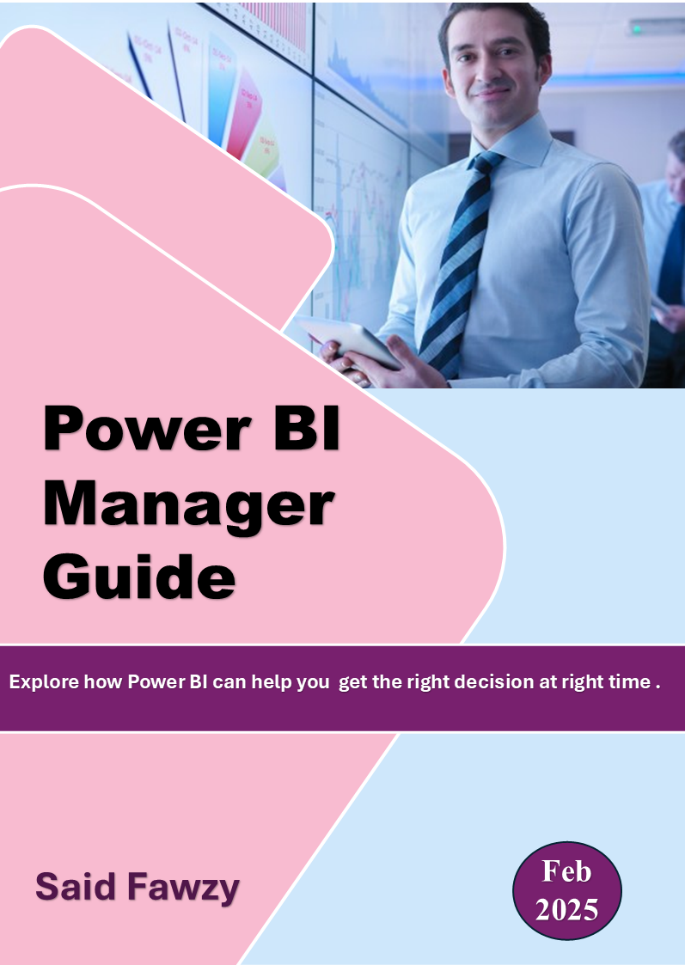 Power BI
Manager
Guide
Explore how Power BI can help you  get the right decision at right time .
Said Fawzy
Feb
2025